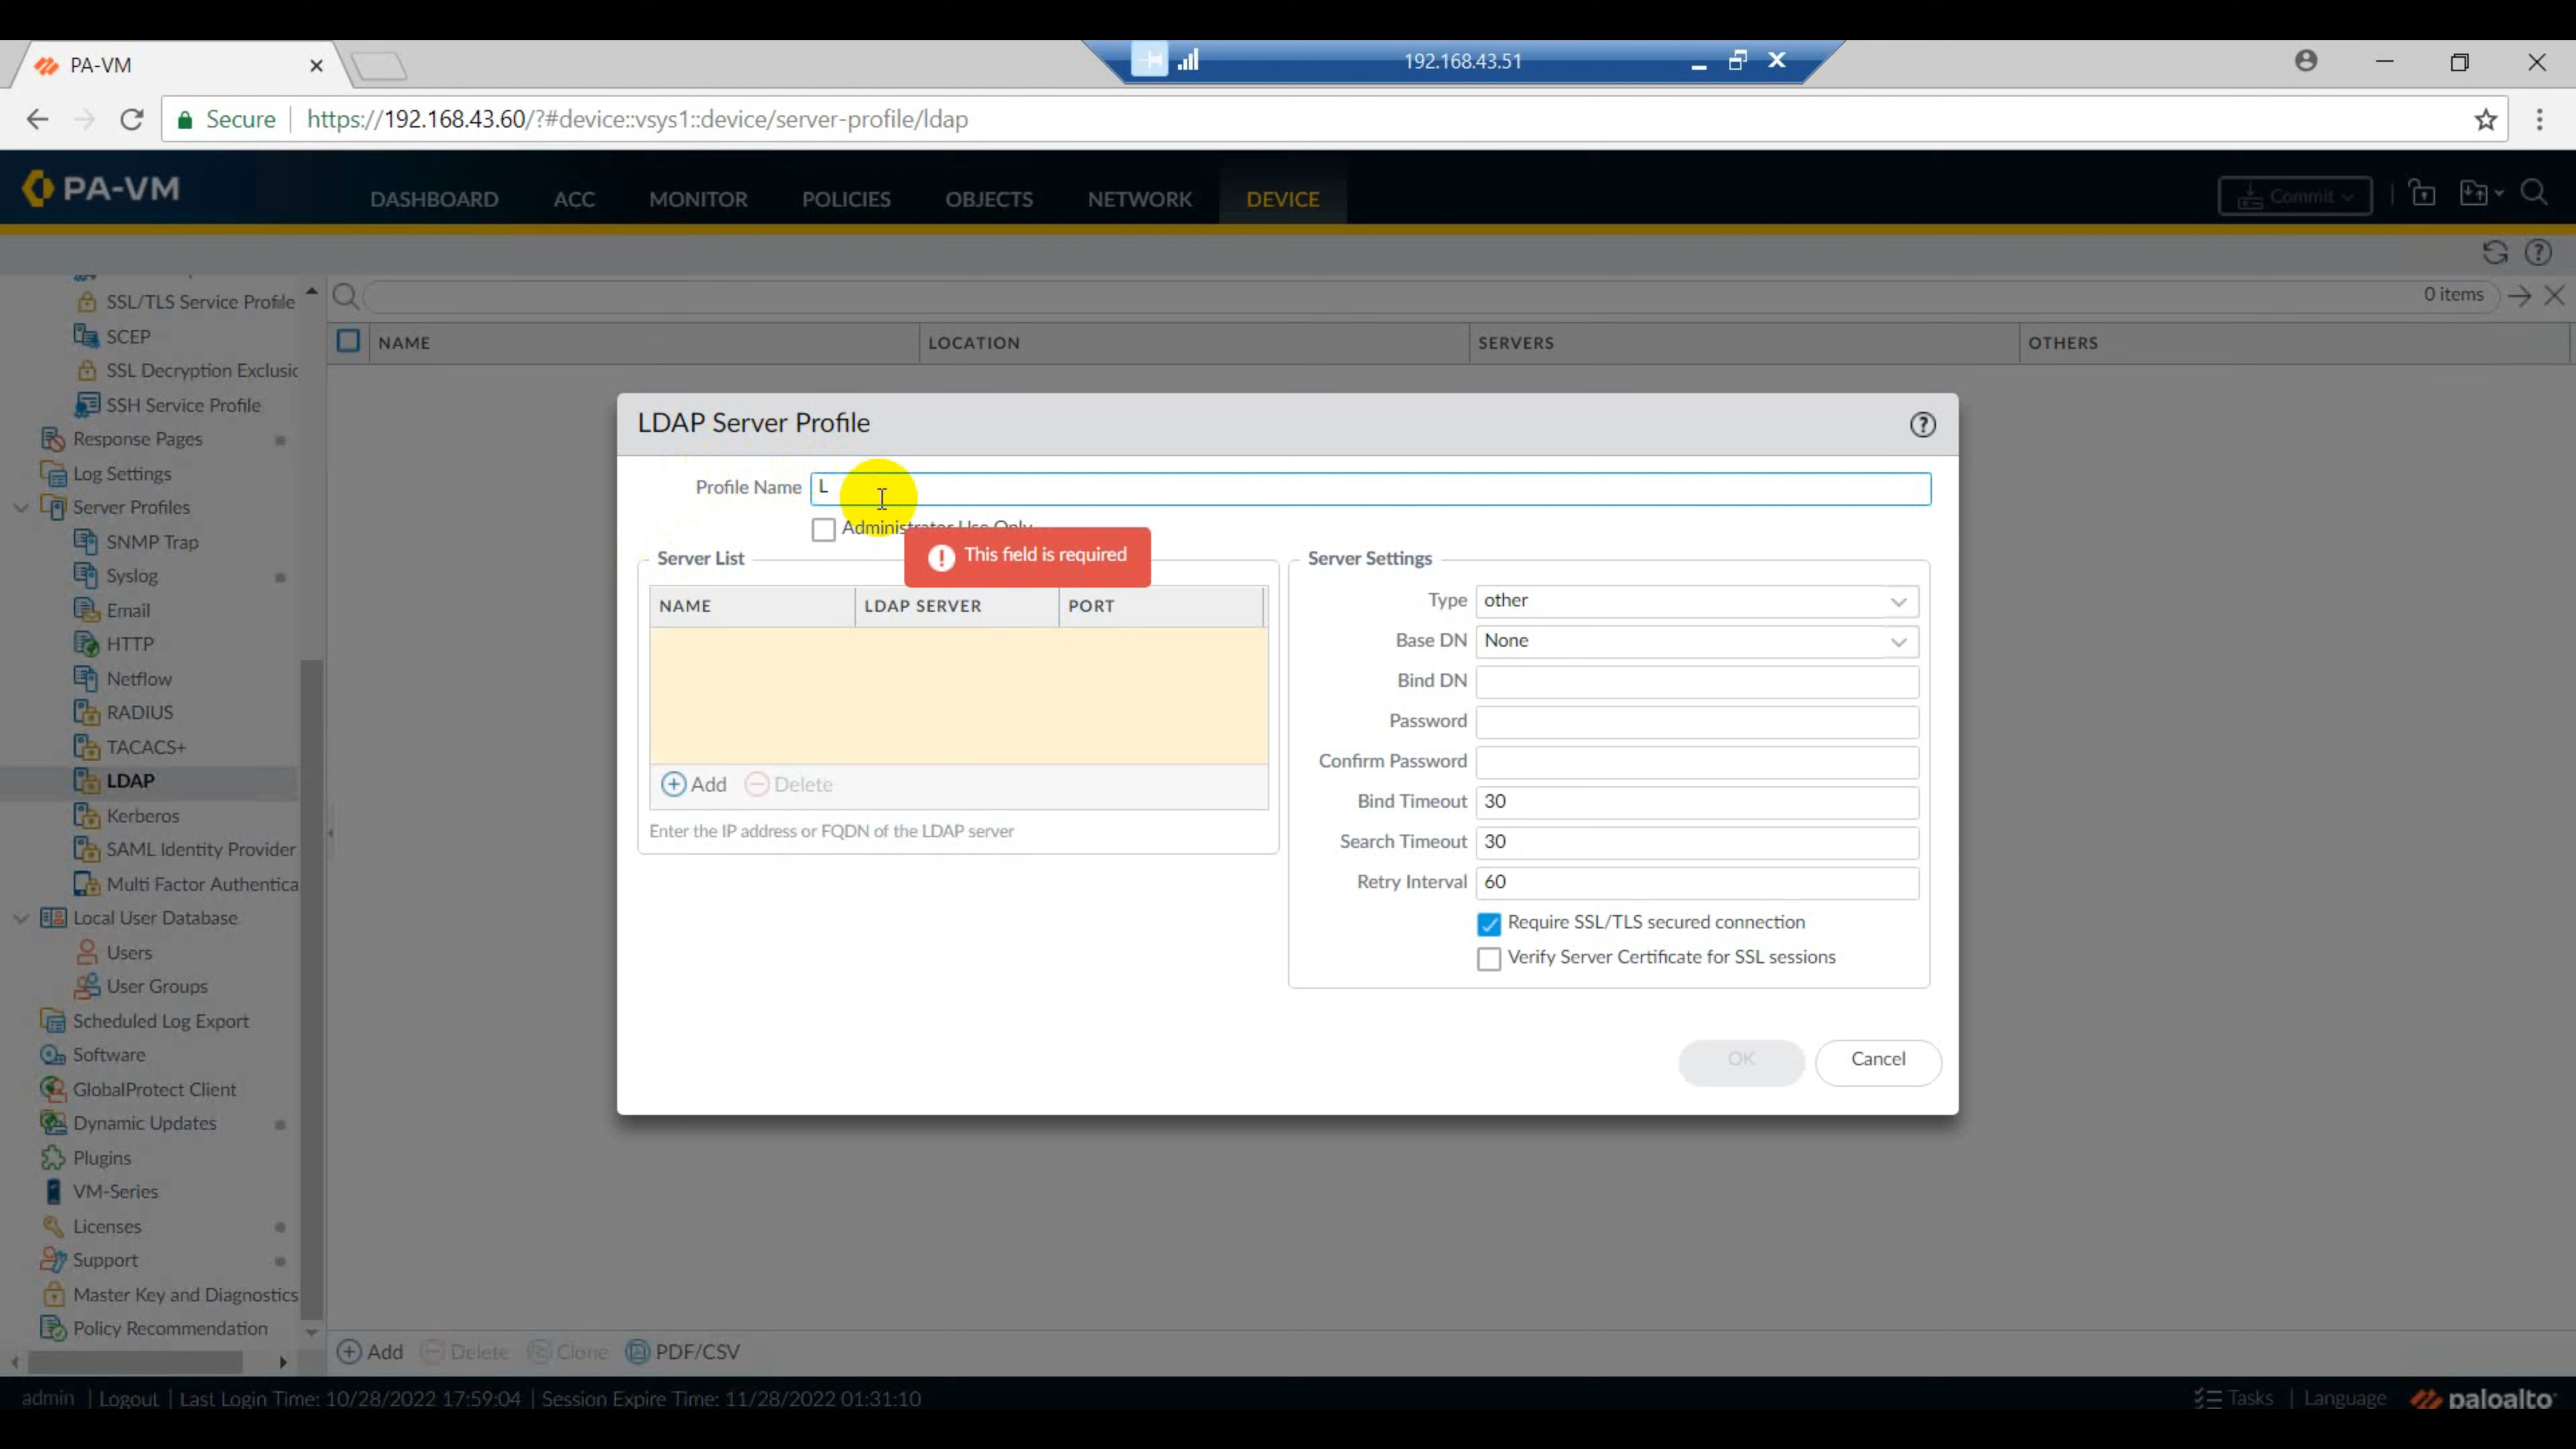 PA-VM
192.168.43.51
Secure
https://192.168.43.60/?#device::vsys1::device/server-profile/ldap
PA-VM
DASHBOARD
ACC
MONITOR
POLICIES
OBJECTS
NETWORK
DEVICE
Commit
0 items
NAME
LOCATION
SERVERS
OTHERS
SSL/TLS Service Profile
SCEP
SSL Decryption Exclusic
SSH Service Profile
Response Pages
Log Settings
Server Profiles
SNMP Trap
Syslog
Email
HTTP
Netflow
RADIUS
TACACS+
LDAP
Kerberos
SAML Identity Provider
Multi Factor Authentica
Local User Database
Users
User Groups
Scheduled Log Export
Software
GlobalProtect Client
Dynamic Updates
Plugins
VM-Series
Licenses
Support
Master Key and Diagnostics
Policy Recommendation
LDAP Server Profile
Profile Name
L
Administrator Use Only
This field is required
Server List
NAME
LDAP SERVER
PORT
Add
Delete
Enter the IP address or FQDN of the LDAP server
Server Settings
Type
other
Base DN
None
Bind DN
Password
Confirm Password
Bind Timeout
30
Search Timeout
30
Retry Interval
60
Require SSL/TLS secured connection
Verify Server Certificate for SSL sessions
OK
Cancel
Add
Delete
Clone
PDF/CSV
admin | Logout | Last Login Time: 10/28/2022 17:59:04 | Session Expire Time: 11/28/2022 01:31:10
Tasks | Language
paloalto